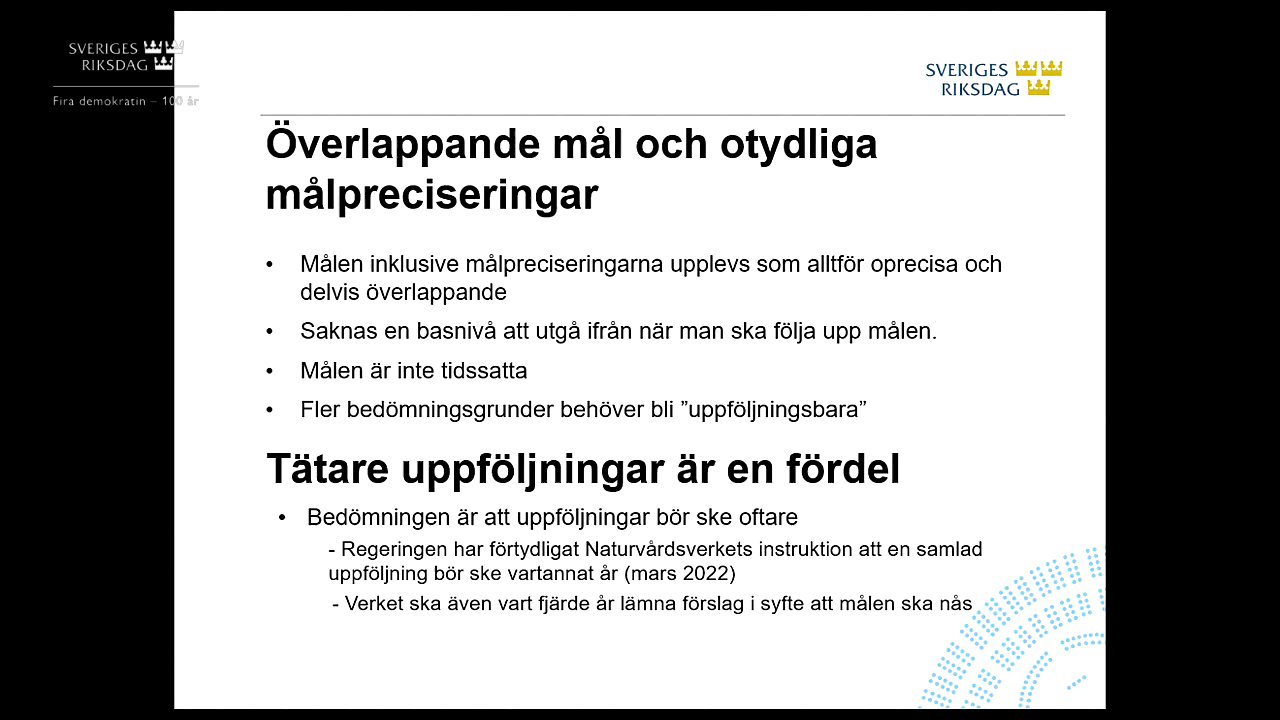 SVERIGES
RIKSDAG
Fira demokratin – 100 år
SVERIGES
RIKSDAG
Överlappande mål och otydliga
målpreciseringar
• Målen inklusive målpreciseringarna upplevs som alltför oprecisa och
delvis överlappande
• Saknas en basnivå att utgå ifrån när man ska följa upp målen.
• Målen är inte tidssatta
• Fler bedömningsgrunder behöver bli ”uppföljningsbara”
Tätare uppföljningar är en fördel
• Bedömningen är att uppföljningar bör ske oftare
- Regeringen har förtydligat Naturvårdsverkets instruktion att en samlad
uppföljning bör ske vartannat år (mars 2022)
- Verket ska även vart fjärde år lämna förslag i syfte att målen ska nås